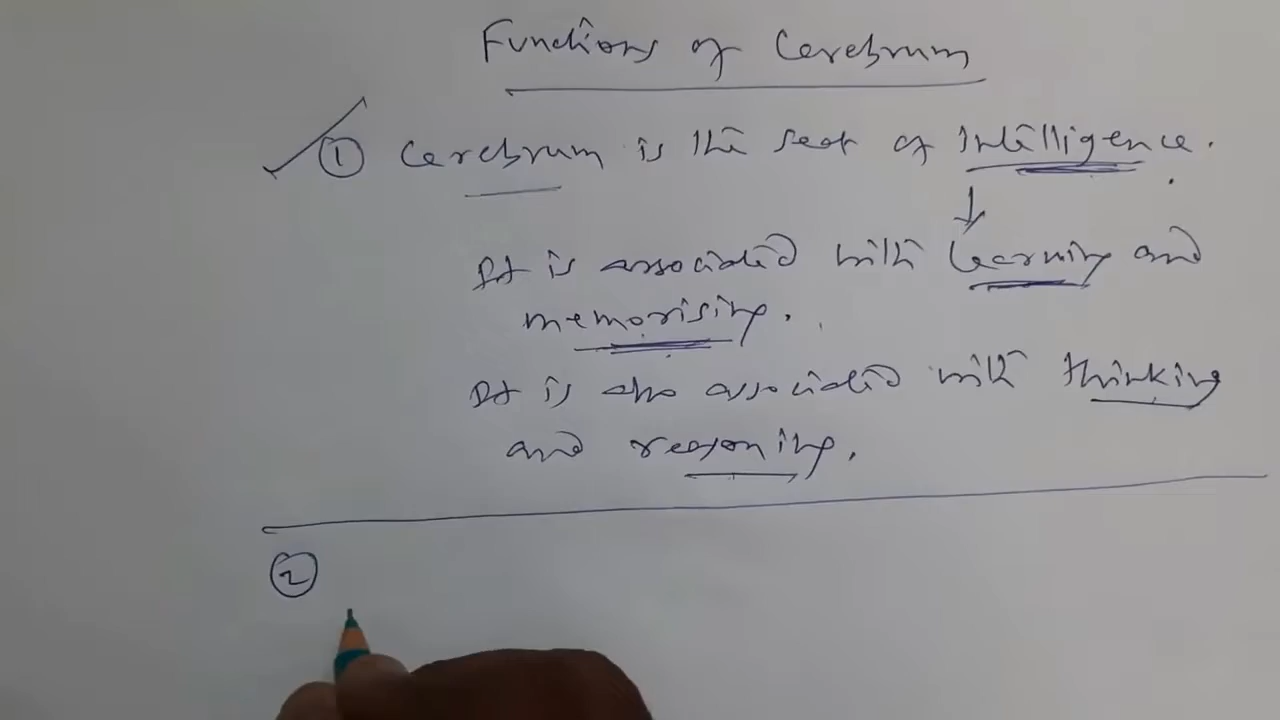 Functions of Cerebrum
① Cerebrum is the seat of Intelligence.
It is associated with learning and
memorising.
It is also associated with thinking
and reasoning.
②